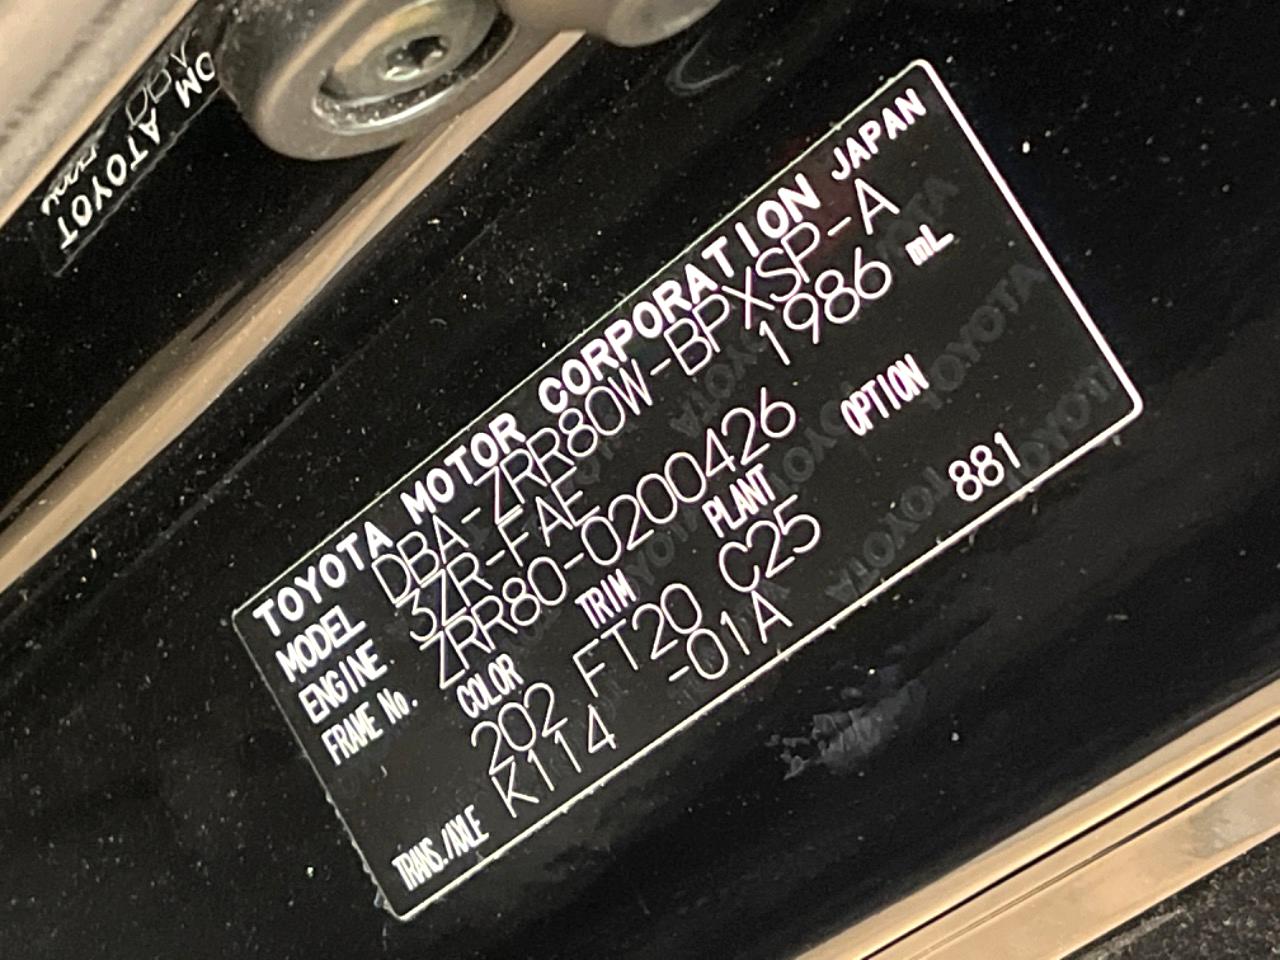 TOYOTA MOTOR CORPORATION JAPAN
MODEL DBA-ZRR80W-BPXSP-A
ENGINE 3ZR-FAE 1986 mL
FRAME No. ZRR80-0200426
COLOR TRIM PLANT OPTION
202 FT20 C25 881
TRANS./AXLE K114 -01A